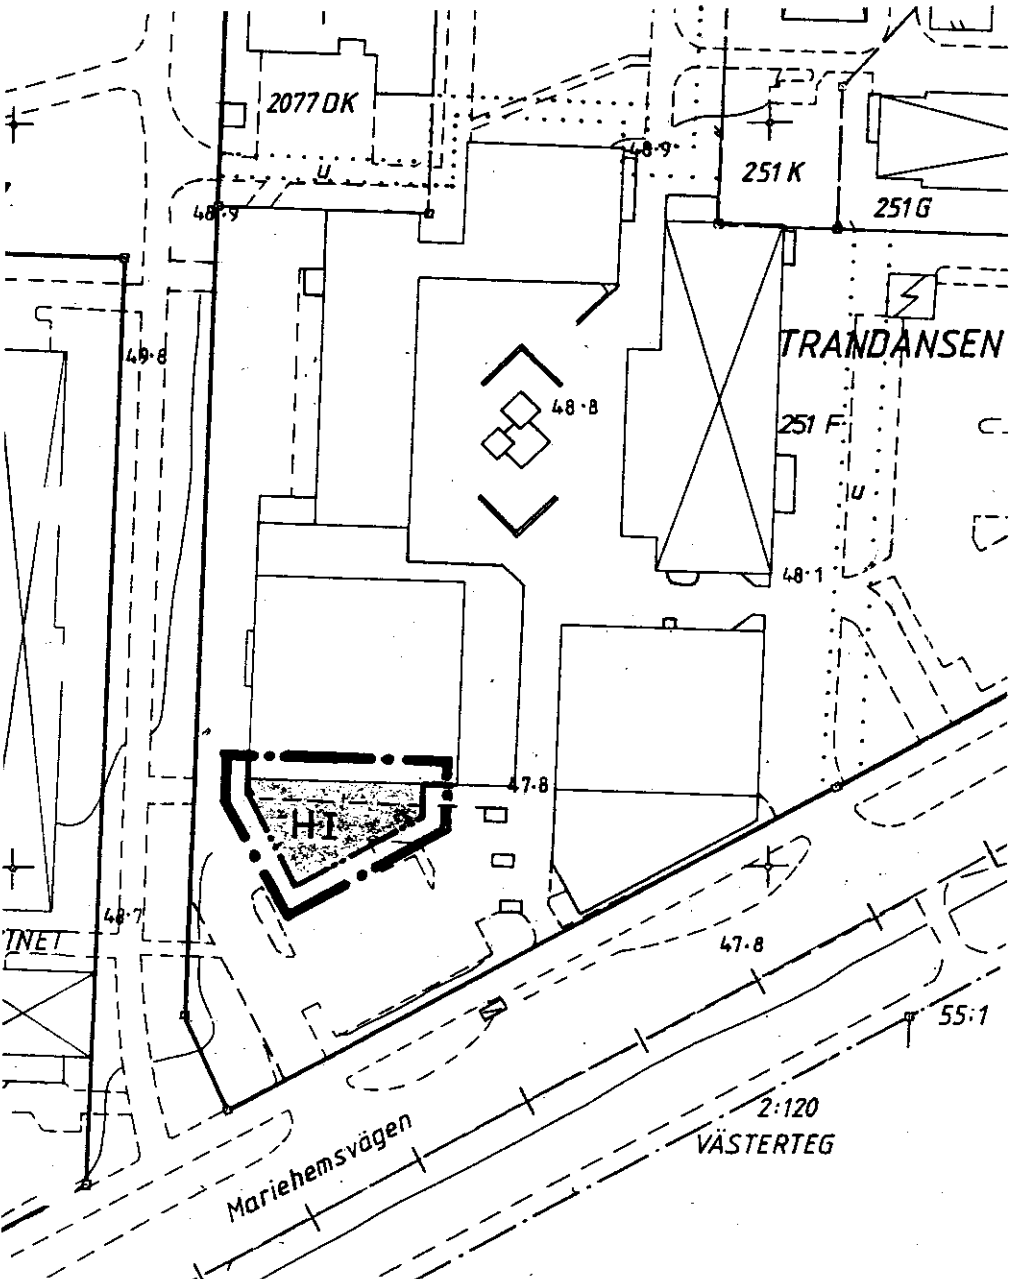 2077 DK
48·9
251 K
u
251 G
48·9
TRANDANSEN
49·8
48·8
251 F
u
48·1
47·8
HI
48·7
TNET
47·8
55:1
2:120
VÄSTERTEG
Mariehemsvägen